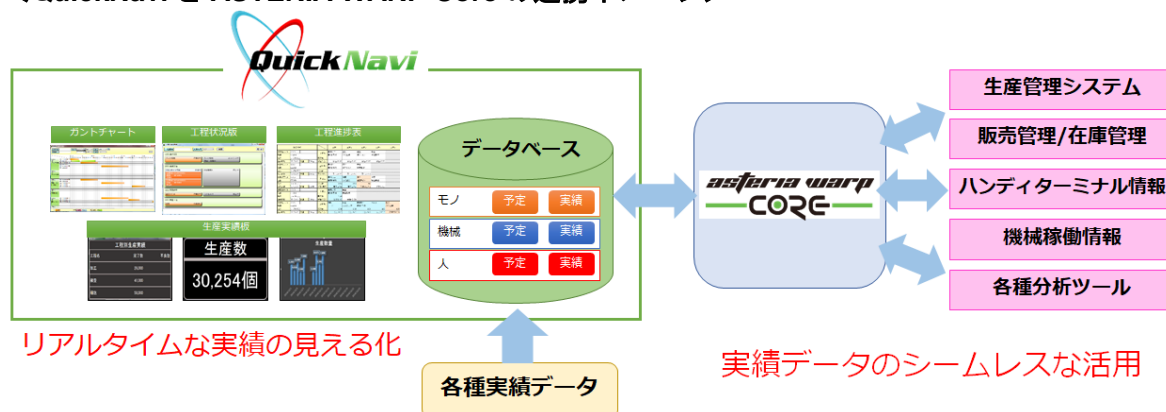 QuickNavi
ガントチャート
工程状況版
工程進捗表
データベース
モノ 予定 実績
機械 予定 実績
人 予定 実績
生産実績板
生産数
30,254個
リアルタイムな実績の見える化
各種実績データ
asteria warp
CORE
生産管理システム
販売管理/在庫管理
ハンディターミナル情報
機械稼働情報
各種分析ツール
実績データのシームレスな活用